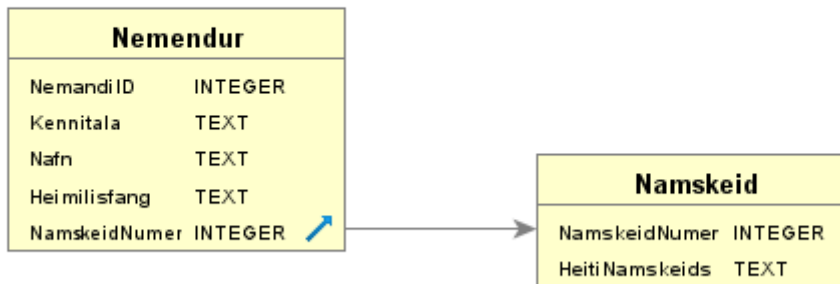 Nemendur
NemandiID INTEGER
Kennitala TEXT
Nafn TEXT
Heimilisfang TEXT
NamskeidNumer INTEGER
Namskeid
NamskeidNumer INTEGER
HeitiNamskeids TEXT